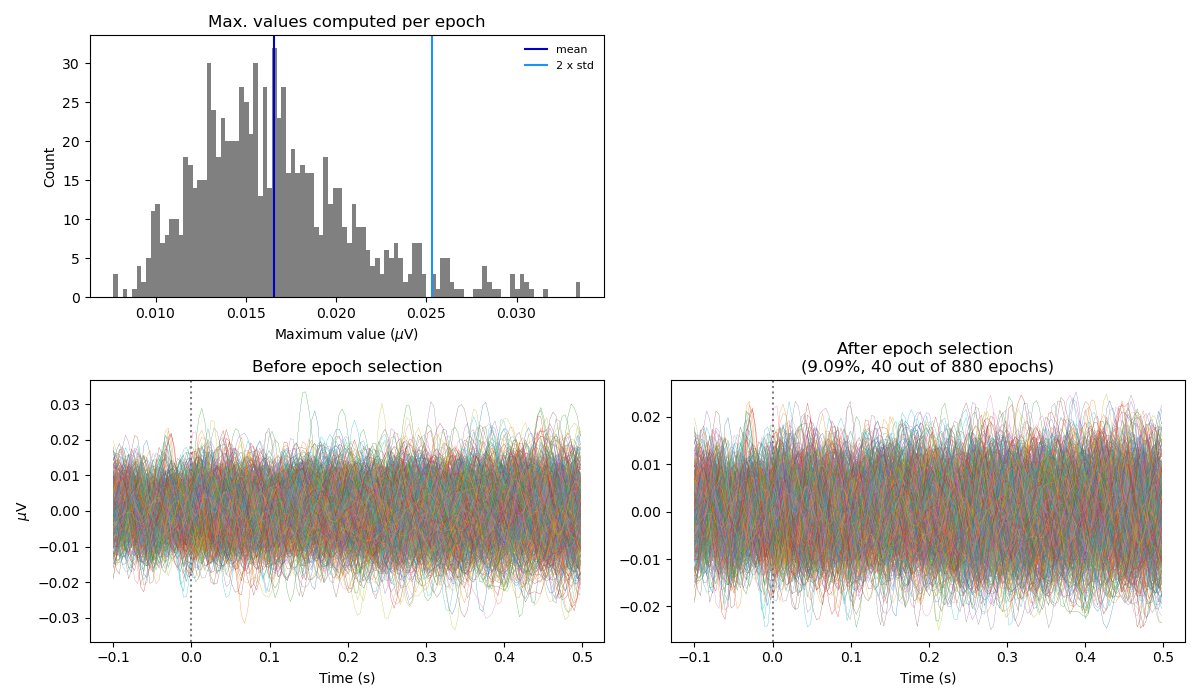 Max. values computed per epoch
mean
2 x std
30
25
20
15
10
5
0
Count
0.010 0.015 0.020 0.025 0.030
Maximum value (μV)
Before epoch selection
0.03
0.02
0.01
0.00
−0.01
−0.02
−0.03
μV
−0.1 0.0 0.1 0.2 0.3 0.4 0.5
Time (s)
After epoch selection
(9.09%, 40 out of 880 epochs)
0.02
0.01
0.00
−0.01
−0.02
−0.1 0.0 0.1 0.2 0.3 0.4 0.5
Time (s)